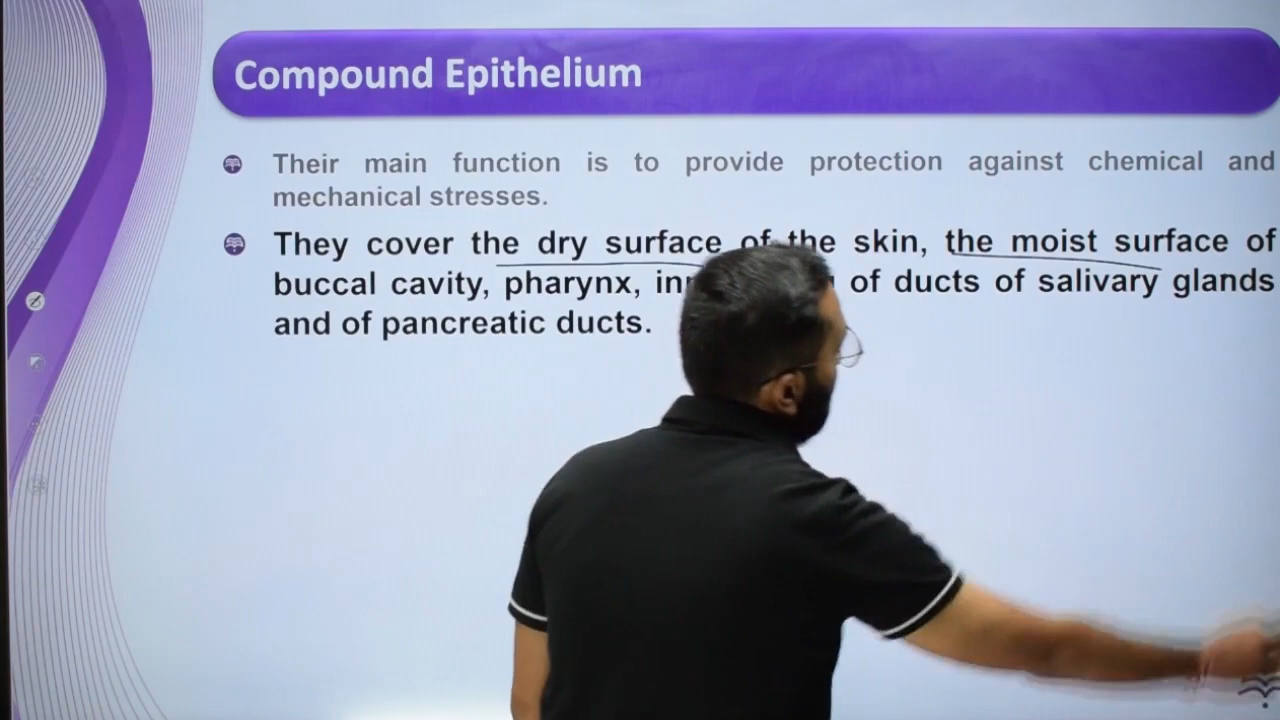 Compound Epithelium
Their main function is to provide protection against chemical and
mechanical stresses.
They cover the dry surface of the skin, the moist surface of
buccal cavity, pharynx, of ducts of salivary glands
and of pancreatic ducts.